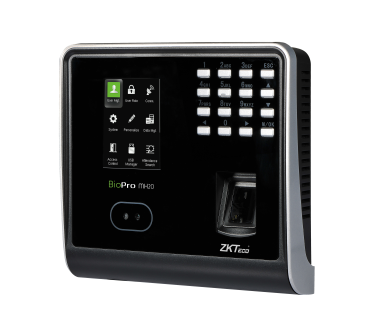 User Mgt. User Role Comm.
System Personalize Data Mgt.
Access Control USB Manager Attendance Search
BioPro MH20
1 2ABC 3DEF ESC
4GHI 5JKL 6MNO
7PQRS 8TUV 9WXYZ
0 M/OK
ZKTeco